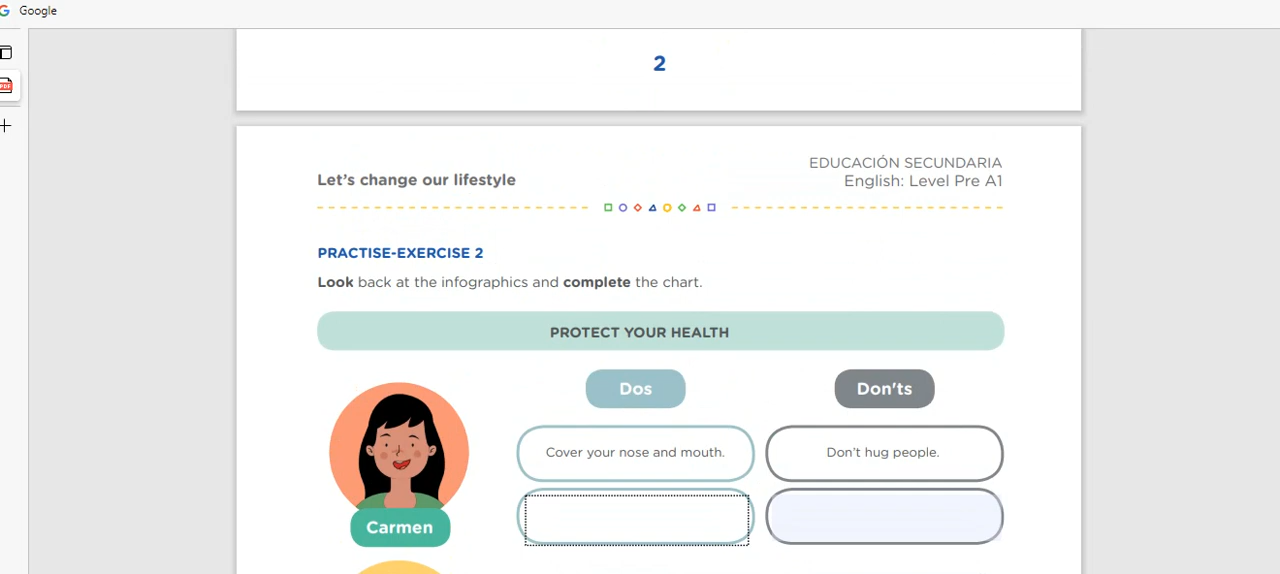 Google
PDF
2
Let's change our lifestyle
EDUCACIÓN SECUNDARIA
English: Level Pre A1
PRACTISE-EXERCISE 2
Look back at the infographics and complete the chart.
PROTECT YOUR HEALTH
Dos
Don'ts
Cover your nose and mouth.
Don't hug people.
Carmen